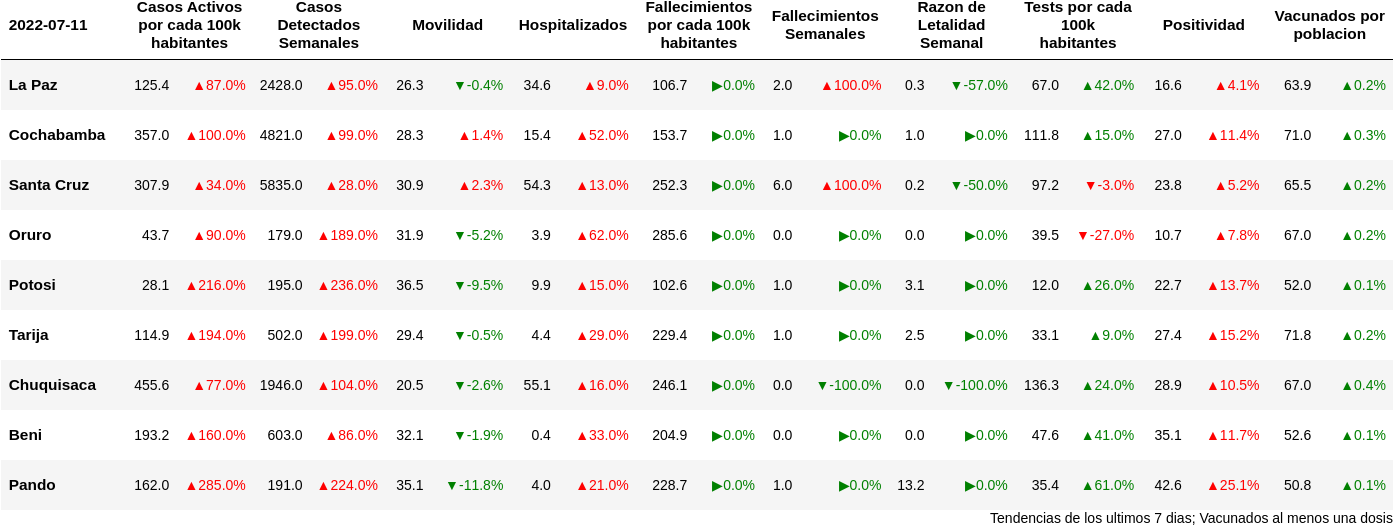 2022-07-11 Casos Activos por cada 100k habitantes Casos Detectados Semanales Movilidad Hospitalizados Fallecimientos por cada 100k habitantes Fallecimientos Semanales Razon de Letalidad Semanal Tests por cada 100k habitantes Positividad Vacunados por poblacion
La Paz 125.4 ▲87.0% 2428.0 ▲95.0% 26.3 ▼-0.4% 34.6 ▲9.0% 106.7 ▶0.0% 2.0 ▲100.0% 0.3 ▼-57.0% 67.0 ▲42.0% 16.6 ▲4.1% 63.9 ▲0.2%
Cochabamba 357.0 ▲100.0% 4821.0 ▲99.0% 28.3 ▲1.4% 15.4 ▲52.0% 153.7 ▶0.0% 1.0 ▶0.0% 1.0 ▶0.0% 111.8 ▲15.0% 27.0 ▲11.4% 71.0 ▲0.3%
Santa Cruz 307.9 ▲34.0% 5835.0 ▲28.0% 30.9 ▲2.3% 54.3 ▲13.0% 252.3 ▶0.0% 6.0 ▲100.0% 0.2 ▼-50.0% 97.2 ▼-3.0% 23.8 ▲5.2% 65.5 ▲0.2%
Oruro 43.7 ▲90.0% 179.0 ▲189.0% 31.9 ▼-5.2% 3.9 ▲62.0% 285.6 ▶0.0% 0.0 ▶0.0% 0.0 ▶0.0% 39.5 ▼-27.0% 10.7 ▲7.8% 67.0 ▲0.2%
Potosi 28.1 ▲216.0% 195.0 ▲236.0% 36.5 ▼-9.5% 9.9 ▲15.0% 102.6 ▶0.0% 1.0 ▶0.0% 3.1 ▶0.0% 12.0 ▲26.0% 22.7 ▲13.7% 52.0 ▲0.1%
Tarija 114.9 ▲194.0% 502.0 ▲199.0% 29.4 ▼-0.5% 4.4 ▲29.0% 229.4 ▶0.0% 1.0 ▶0.0% 2.5 ▶0.0% 33.1 ▲9.0% 27.4 ▲15.2% 71.8 ▲0.2%
Chuquisaca 455.6 ▲77.0% 1946.0 ▲104.0% 20.5 ▼-2.6% 55.1 ▲16.0% 246.1 ▶0.0% 0.0 ▼-100.0% 0.0 ▼-100.0% 136.3 ▲24.0% 28.9 ▲10.5% 67.0 ▲0.4%
Beni 193.2 ▲160.0% 603.0 ▲86.0% 32.1 ▼-1.9% 0.4 ▲33.0% 204.9 ▶0.0% 0.0 ▶0.0% 0.0 ▶0.0% 47.6 ▲41.0% 35.1 ▲11.7% 52.6 ▲0.1%
Pando 162.0 ▲285.0% 191.0 ▲224.0% 35.1 ▼-11.8% 4.0 ▲21.0% 228.7 ▶0.0% 1.0 ▶0.0% 13.2 ▶0.0% 35.4 ▲61.0% 42.6 ▲25.1% 50.8 ▲0.1%
Tendencias de los ultimos 7 dias; Vacunados al menos una dosis